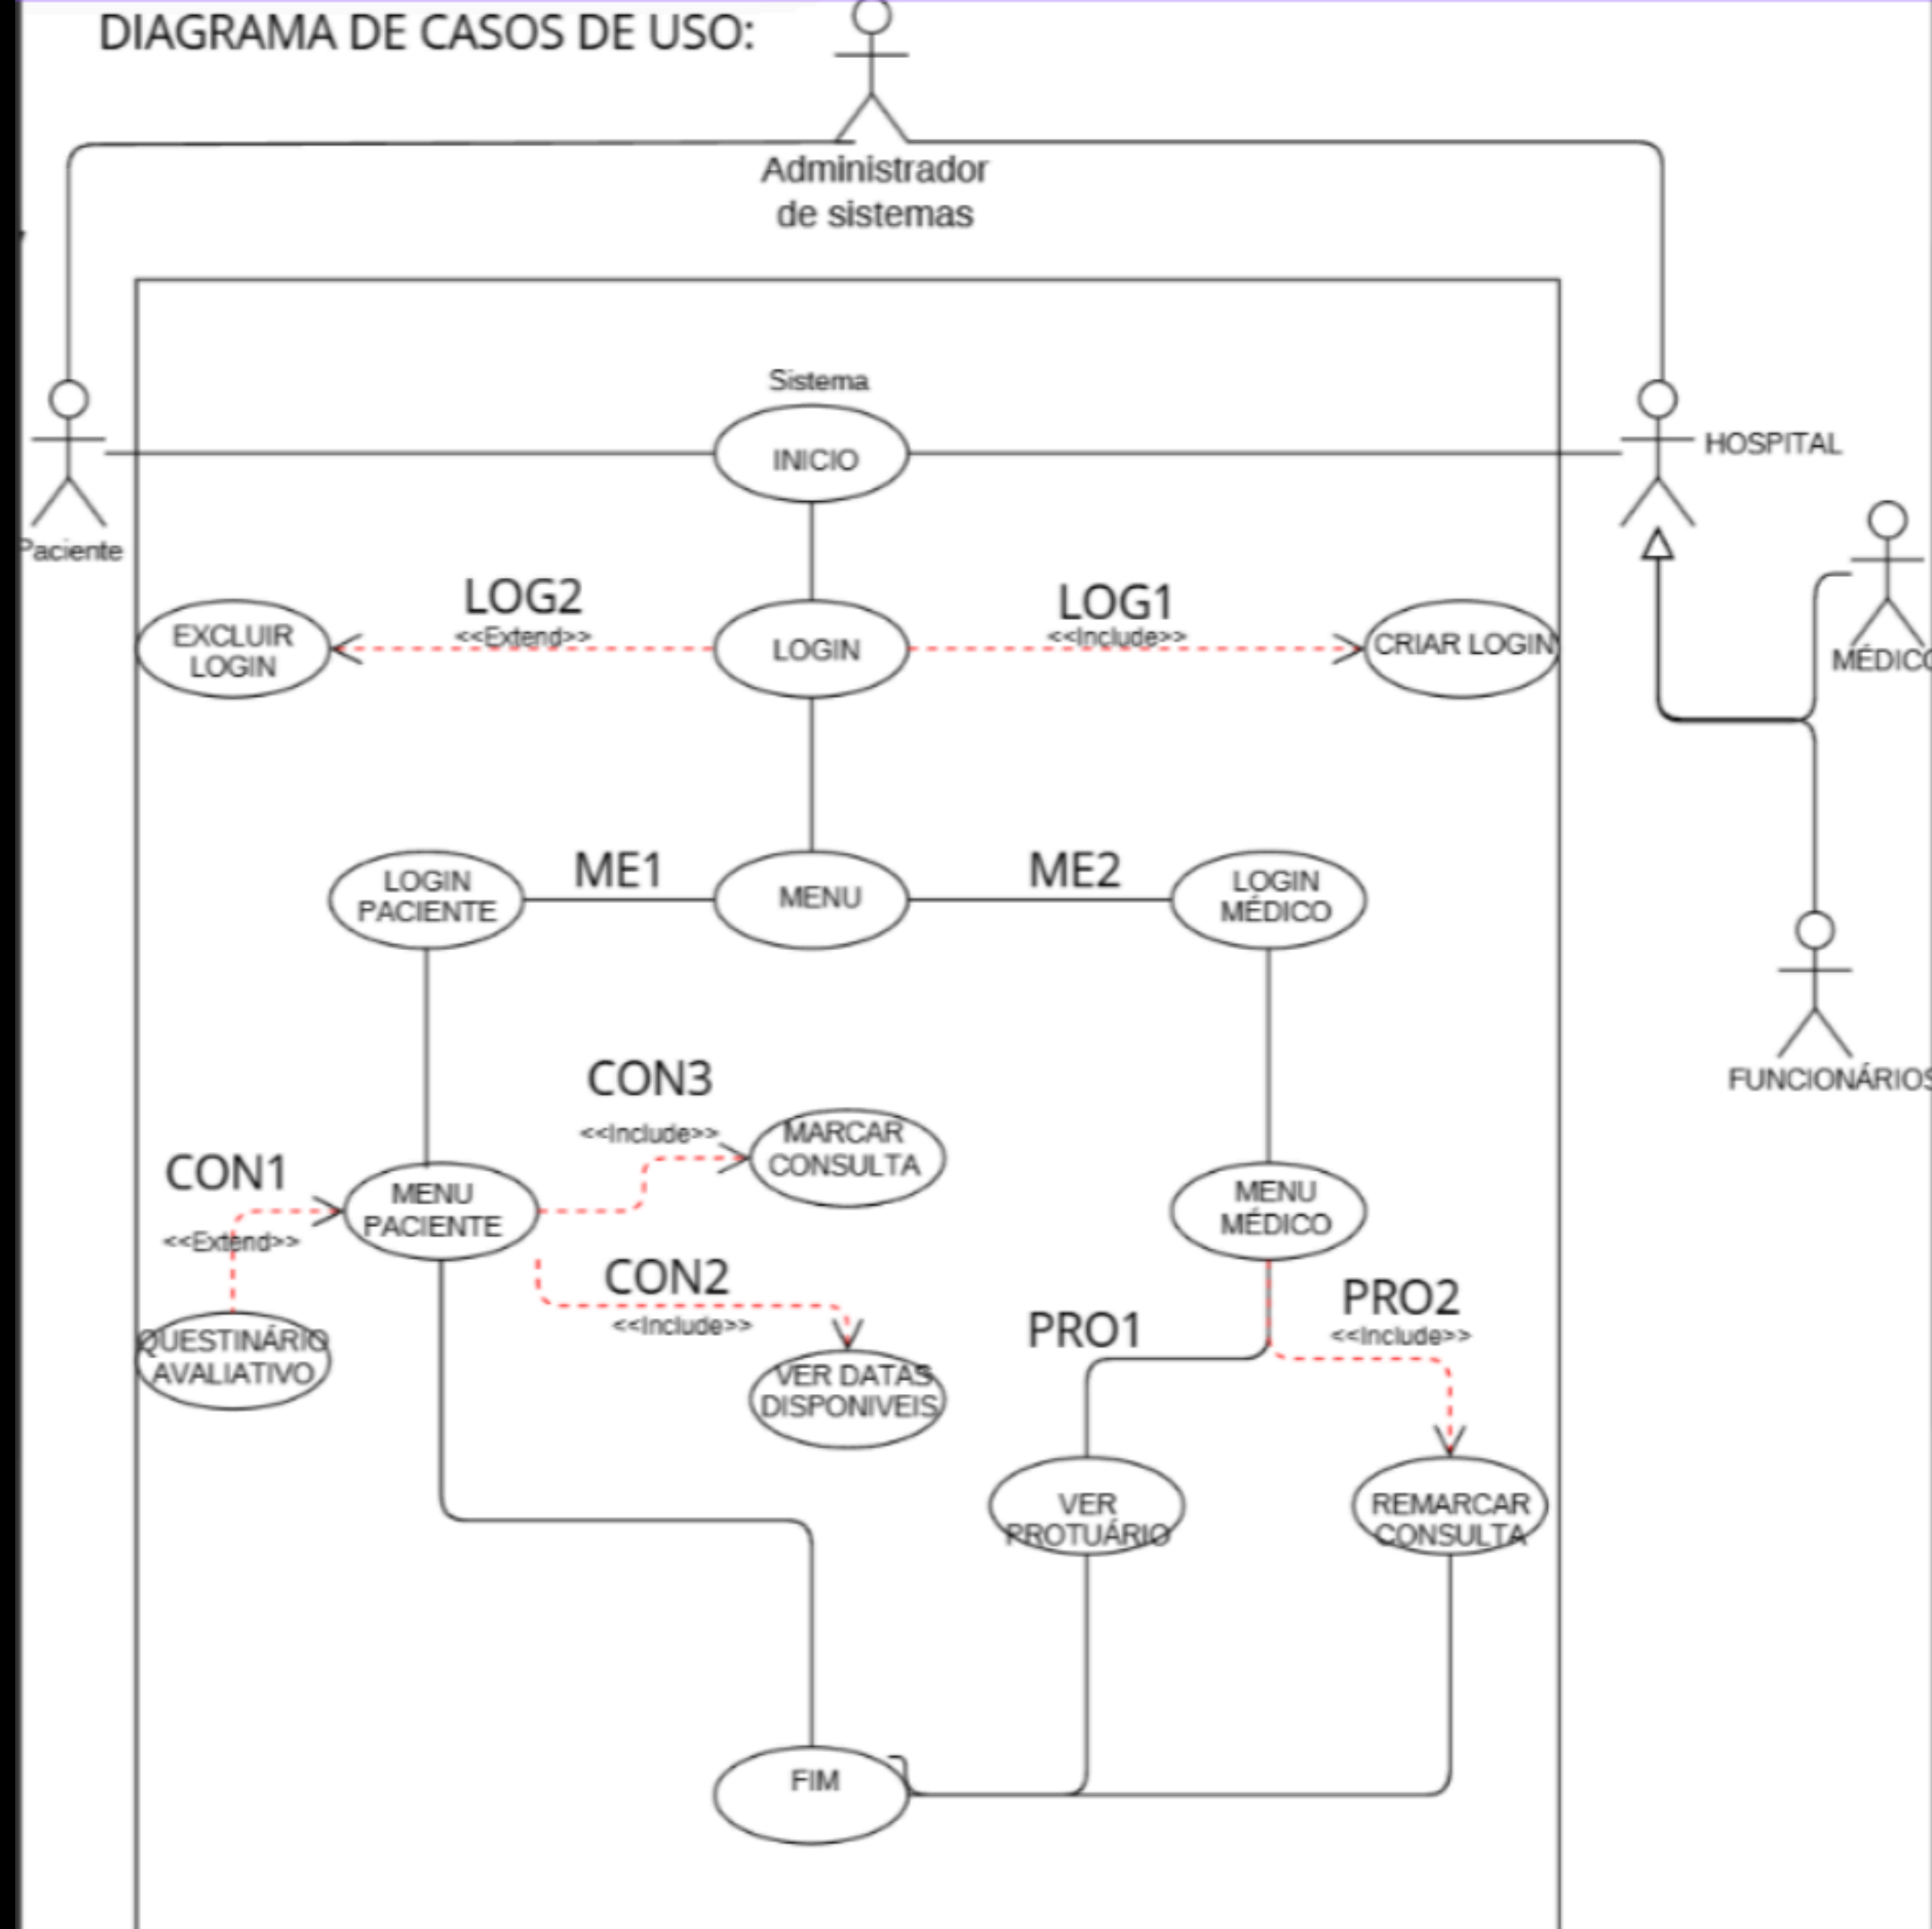 DIAGRAMA DE CASOS DE USO:
Administrador
de sistemas
Sistema
INICIO
HOSPITAL
Paciente
LOG2
<<Extend>>
LOG1
<<Include>>
EXCLUIR
LOGIN
LOGIN
CRIAR LOGIN
MÉDICO
LOGIN
PACIENTE
ME1
MENU
ME2
LOGIN
MÉDICO
FUNCIONÁRIOS
CON3
<<Include>>
MARCAR
CONSULTA
CON1
<<Extend>>
MENU
PACIENTE
MENU
MÉDICO
CON2
<<Include>>
PRO1
PRO2
<<Include>>
QUESTINÁRIO
AVALIATIVO
VER DATAS
DISPONIVEIS
VER
PROTUÁRIO
REMARCAR
CONSULTA
FIM